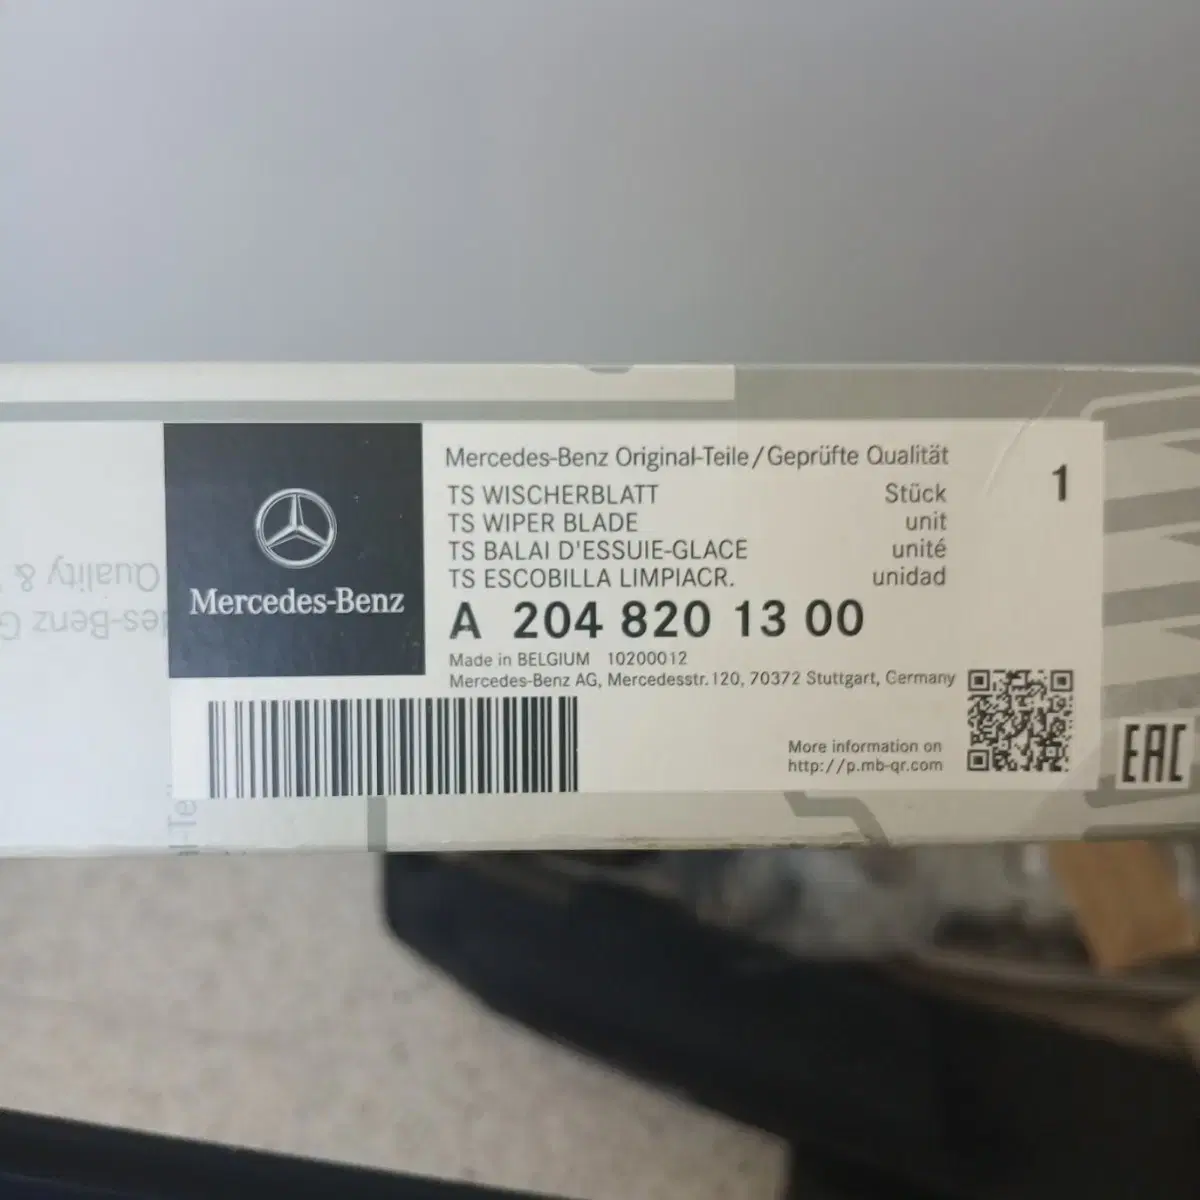 Mercedes-Benz Original-Teile/Geprüfte Qualität
1
TS WISCHERBLATT Stück
TS WIPER BLADE unit
TS BALAI D'ESSUIE-GLACE unité
TS ESCOBILLA LIMPIACR. unidad
A 204 820 13 00
Mercedes-Benz
Made in BELGIUM 10200012
Mercedes-Benz AG, Mercedesstr.120, 70372 Stuttgart, Germany
More information on
http://p.mb-qr.com
EAC
Quality &